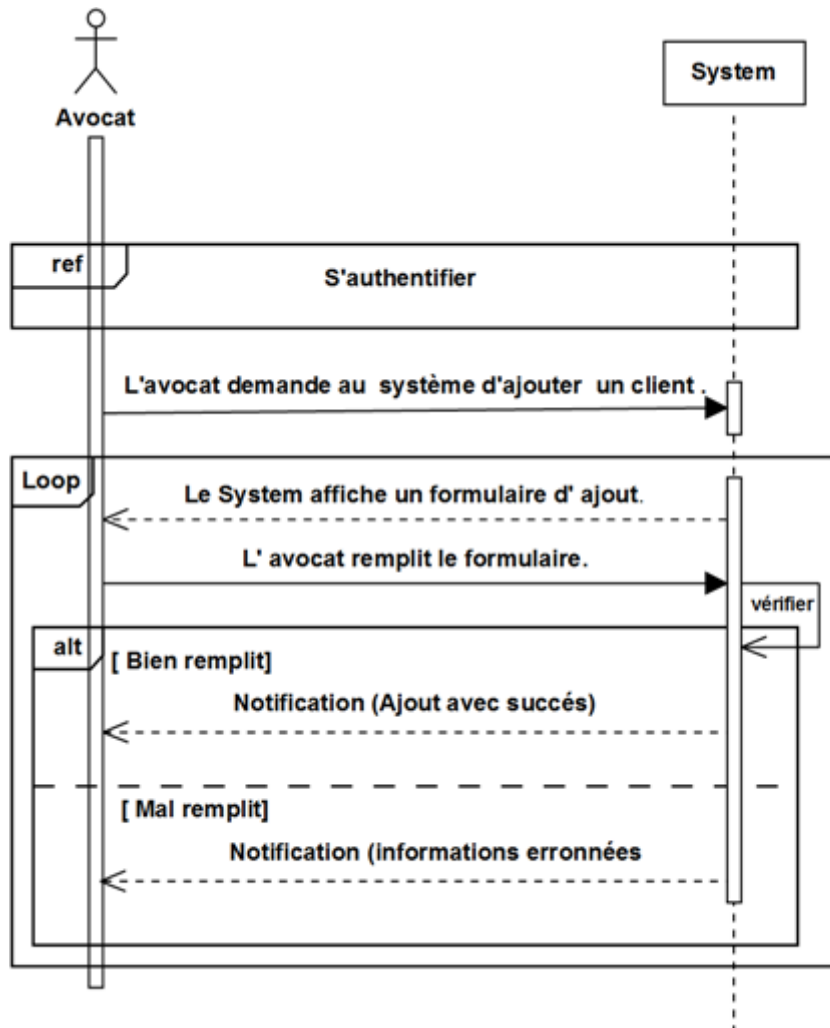 Avocat
System
ref
S'authentifier
L'avocat demande au système d'ajouter un client .
Loop
Le System affiche un formulaire d' ajout.
L' avocat remplit le formulaire.
vérifier
alt
[ Bien remplit]
Notification (Ajout avec succés)
[ Mal remplit]
Notification (informations erronnées